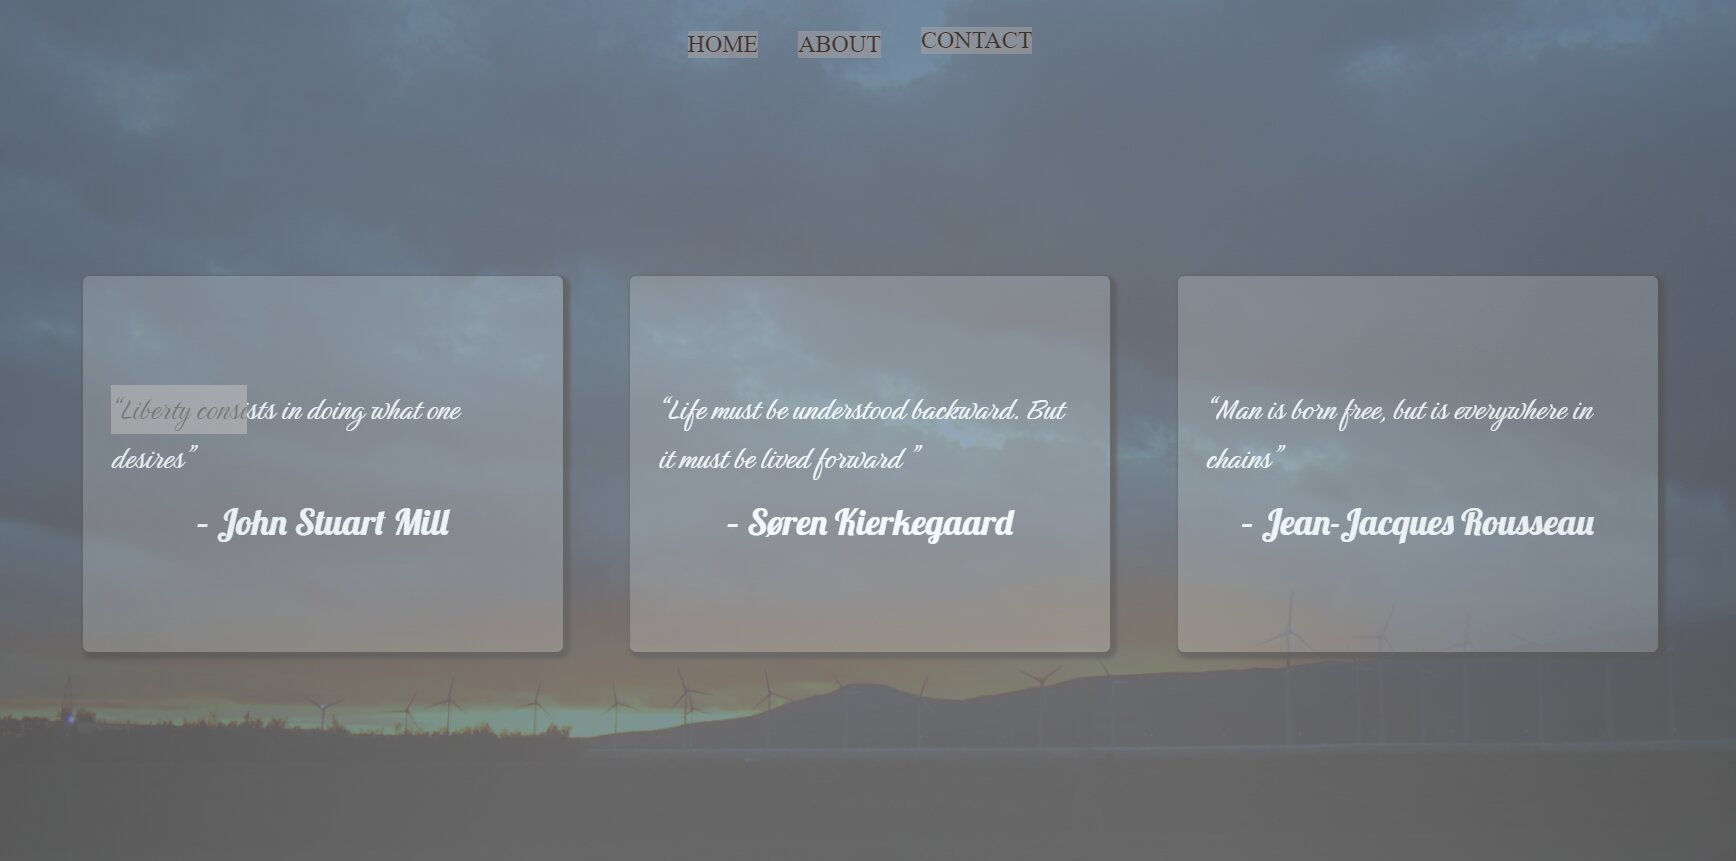 HOME ABOUT CONTACT
“Liberty consists in doing what one
desires”
- John Stuart Mill
“Life must be understood backward. But
it must be lived forward ”
- Søren Kierkegaard
“Man is born free, but is everywhere in
chains”
- Jean-Jacques Rousseau